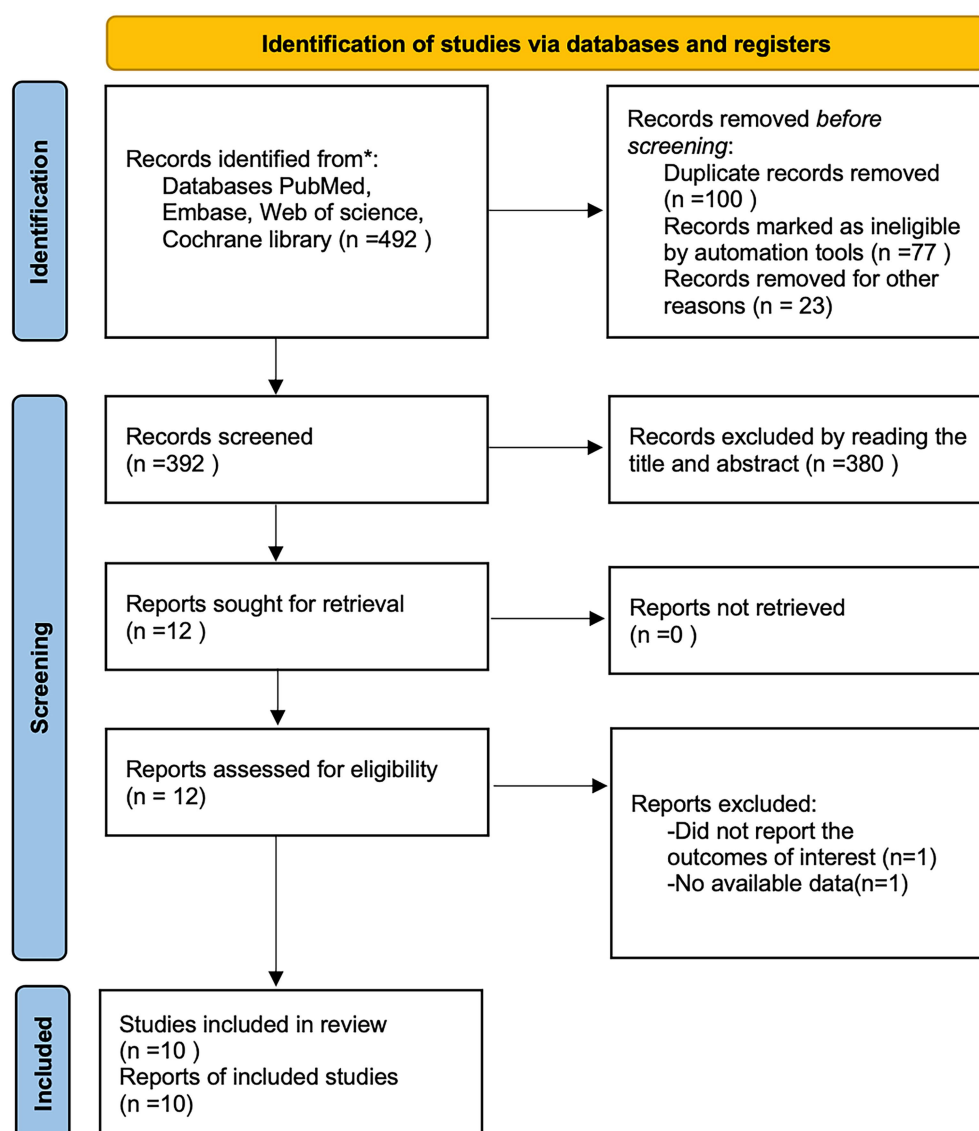 Identification of studies via databases and registers
Identification
Records identified from*:
Databases PubMed,
Embase, Web of science,
Cochrane library (n =492 )
Records removed before
screening:
Duplicate records removed
(n =100 )
Records marked as ineligible
by automation tools (n =77 )
Records removed for other
reasons (n = 23)
Screening
Records screened
(n =392 )
Records excluded by reading the
title and abstract (n =380 )
Reports sought for retrieval
(n =12 )
Reports not retrieved
(n =0 )
Reports assessed for eligibility
(n = 12)
Reports excluded:
-Did not report the
outcomes of interest (n=1)
-No available data(n=1)
Included
Studies included in review
(n =10 )
Reports of included studies
(n =10)